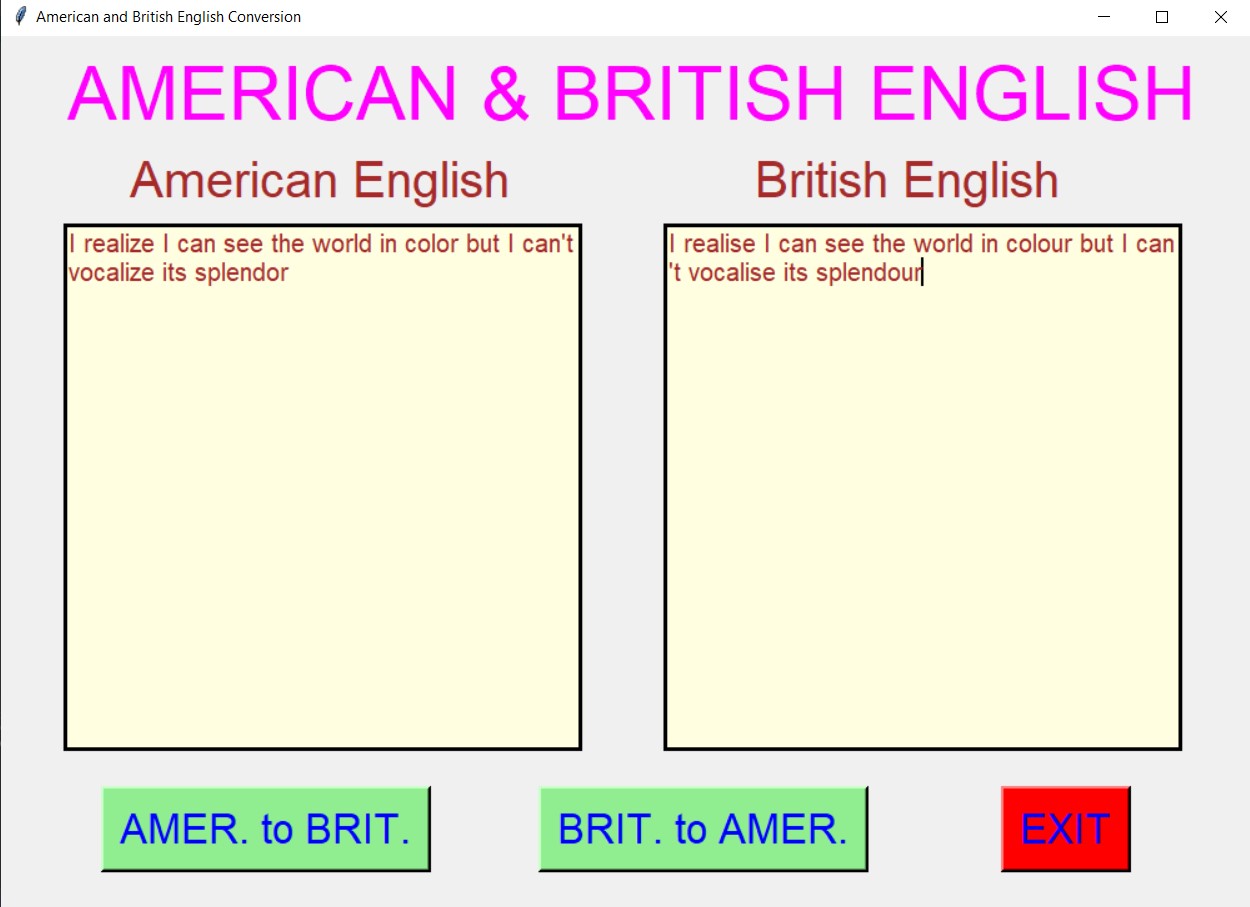 American and British English Conversion
AMERICAN & BRITISH ENGLISH
American English
British English
I realize I can see the world in color but I can't
vocalize its splendor
I realise I can see the world in colour but I can
't vocalise its splendour
AMER. to BRIT.
BRIT. to AMER.
EXIT